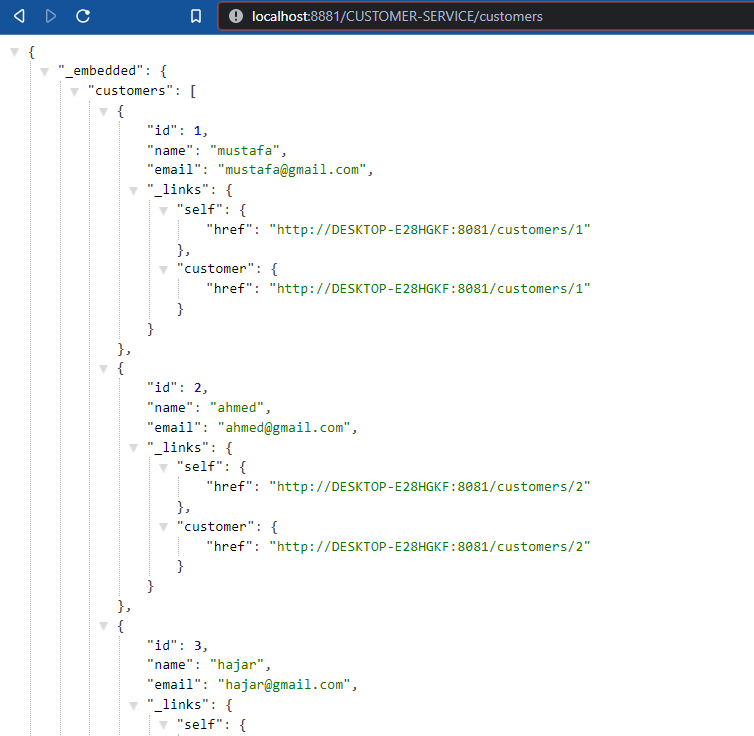 localhost:8881/CUSTOMER-SERVICE/customers
{
"_embedded": {
"customers": [
{
"id": 1,
"name": "mustafa",
"email": "mustafa@gmail.com",
"_links": {
"self": {
"href": "http://DESKTOP-E28HGKF:8081/customers/1"
},
"customer": {
"href": "http://DESKTOP-E28HGKF:8081/customers/1"
}
}
},
{
"id": 2,
"name": "ahmed",
"email": "ahmed@gmail.com",
"_links": {
"self": {
"href": "http://DESKTOP-E28HGKF:8081/customers/2"
},
"customer": {
"href": "http://DESKTOP-E28HGKF:8081/customers/2"
}
}
},
{
"id": 3,
"name": "hajar",
"email": "hajar@gmail.com",
"_links": {
"self": {